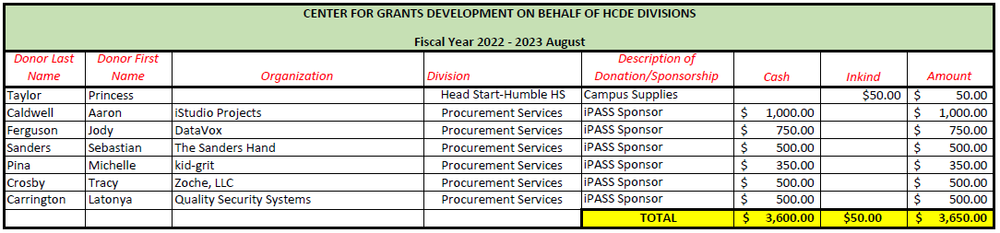 CENTER FOR GRANTS DEVELOPMENT ON BEHALF OF HCDE DIVISIONS
Fiscal Year 2022 - 2023 August
Donor Last Name Donor First Name Organization Division Description of Donation/Sponsorship Cash Inkind Amount
Taylor Princess Head Start-Humble HS Campus Supplies $50.00 $ 50.00
Caldwell Aaron iStudio Projects Procurement Services iPASS Sponsor $ 1,000.00 $ 1,000.00
Ferguson Jody DataVox Procurement Services iPASS Sponsor $ 750.00 $ 750.00
Sanders Sebastian The Sanders Hand Procurement Services iPASS Sponsor $ 500.00 $ 500.00
Pina Michelle kid-grit Procurement Services iPASS Sponsor $ 350.00 $ 350.00
Crosby Tracy Zoche, LLC Procurement Services iPASS Sponsor $ 500.00 $ 500.00
Carrington Latonya Quality Security Systems Procurement Services iPASS Sponsor $ 500.00 $ 500.00
TOTAL $ 3,600.00 $50.00 $ 3,650.00